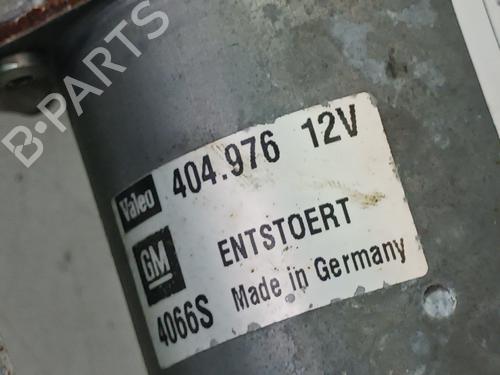 B-PARTS
Valeo 404.976 12V
GM ENTSTOERT
4066S Made in Germany